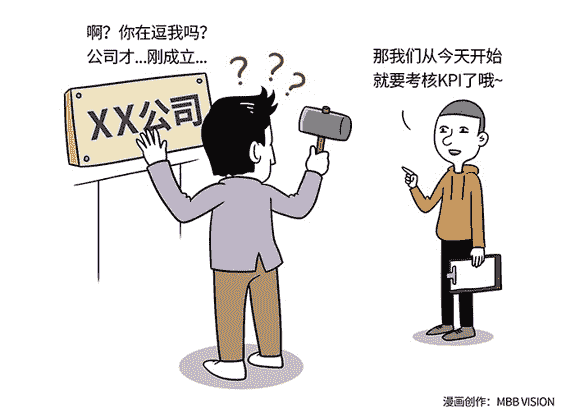 啊？你在逗我吗？
公司才...刚成立...
？？？
那我们从今天开始
就要考核KPI了哦~
XX公司
漫画创作：MBB VISION